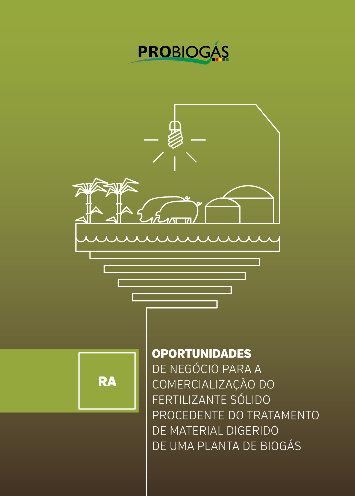 PROBIOGÁS
RA
OPORTUNIDADES
DE NEGÓCIO PARA A
COMERCIALIZAÇÃO DO
FERTILIZANTE SÓLIDO
PROCEDENTE DO TRATAMENTO
DE MATERIAL DIGERIDO
DE UMA PLANTA DE BIOGÁS